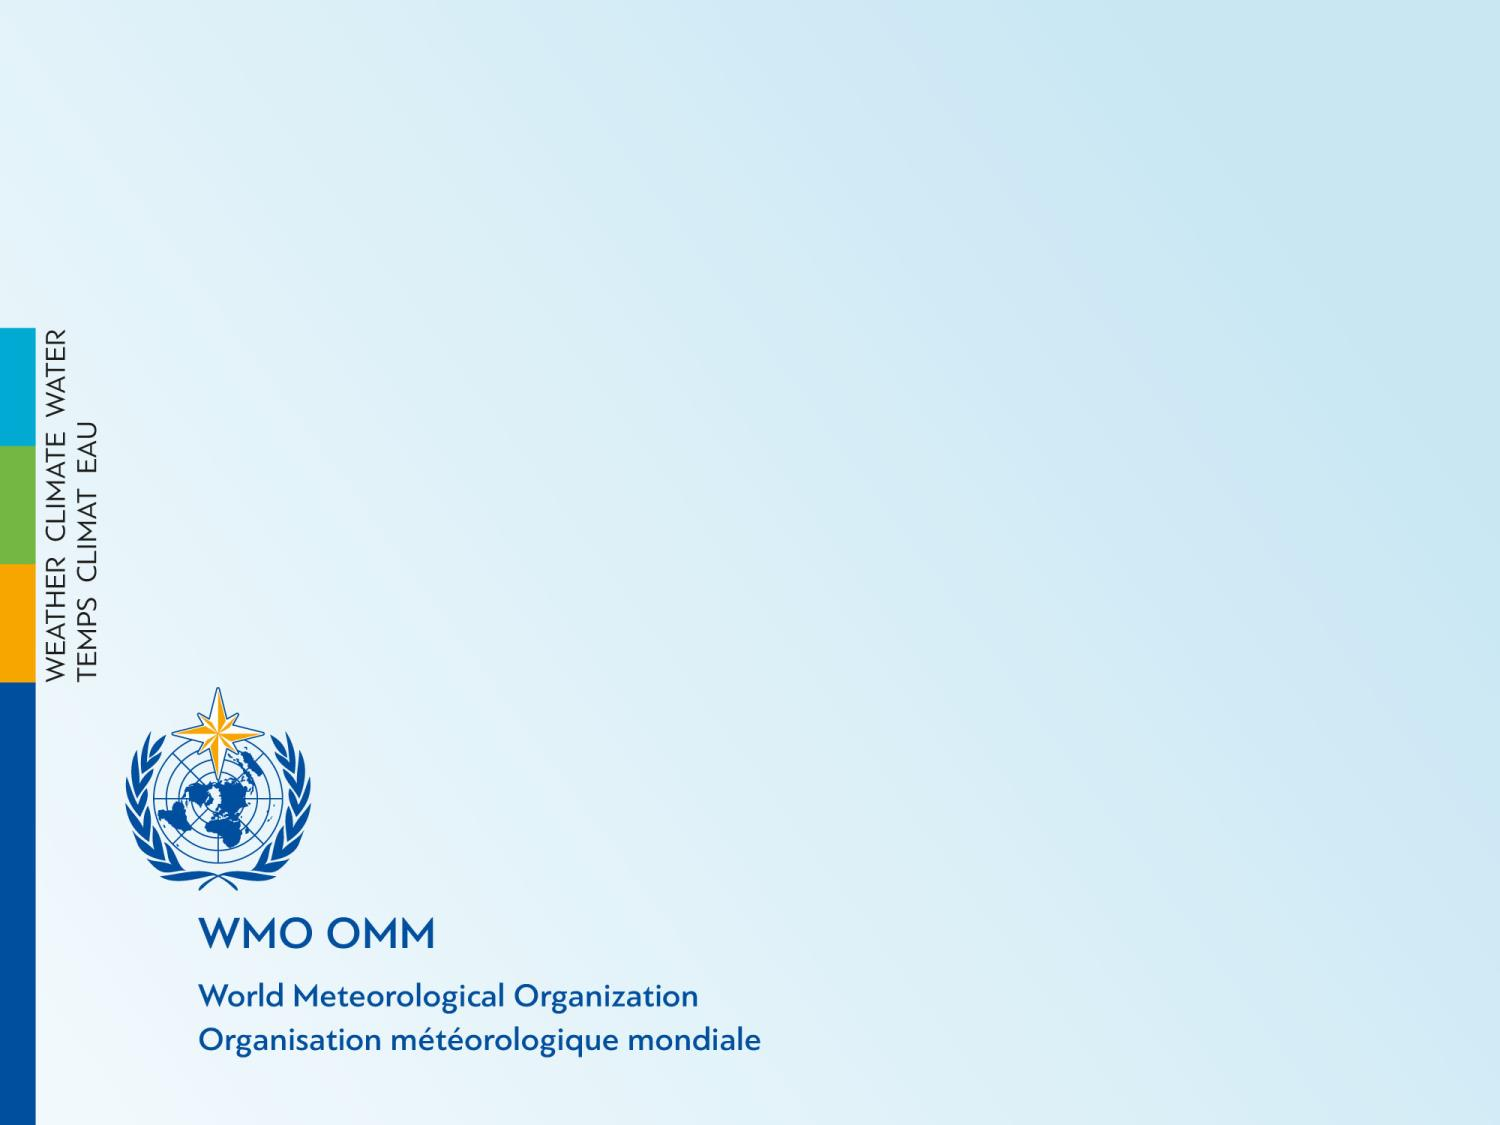 WEATHER CLIMATE WATER
TEMPS CLIMAT EAU
WMO OMM
World Meteorological Organization
Organisation météorologique mondiale